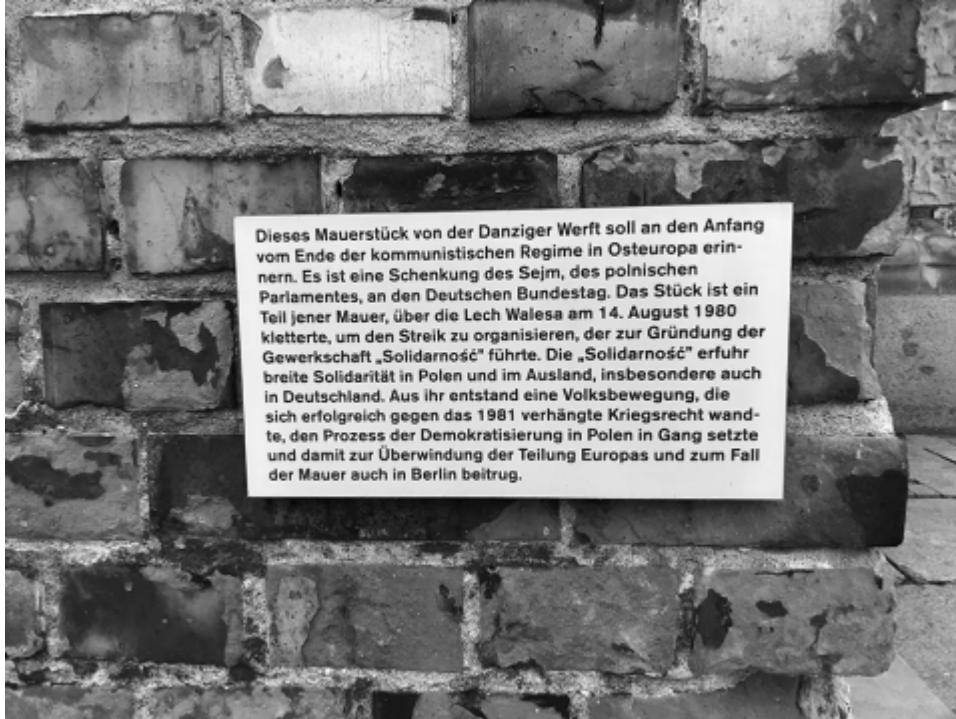 Dieses Mauerstück von der Danziger Werft soll an den Anfang
vom Ende der kommunistischen Regime in Osteuropa erin-
nern. Es ist eine Schenkung des Sejm, des polnischen
Parlamentes, an den Deutschen Bundestag. Das Stück ist ein
Teil jener Mauer, über die Lech Walesa am 14. August 1980
kletterte, um den Streik zu organisieren, der zur Gründung der
Gewerkschaft „Solidarność" führte. Die „Solidarność" erfuhr
breite Solidarität in Polen und im Ausland, insbesondere auch
in Deutschland. Aus ihr entstand eine Volksbewegung, die
sich erfolgreich gegen das 1981 verhängte Kriegsrecht wand-
te, den Prozess der Demokratisierung in Polen in Gang setzte
und damit zur Überwindung der Teilung Europas und zum Fall
der Mauer auch in Berlin beitrug.